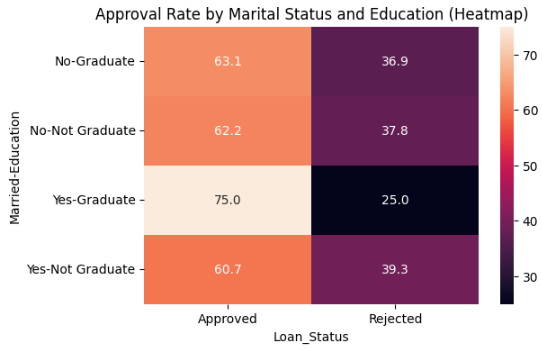 Approval Rate by Marital Status and Education (Heatmap)
Married-Education
No-Graduate 63.1 36.9
No-Not Graduate 62.2 37.8
Yes-Graduate 75.0 25.0
Yes-Not Graduate 60.7 39.3
Approved Rejected
Loan_Status
70
60
50
40
30